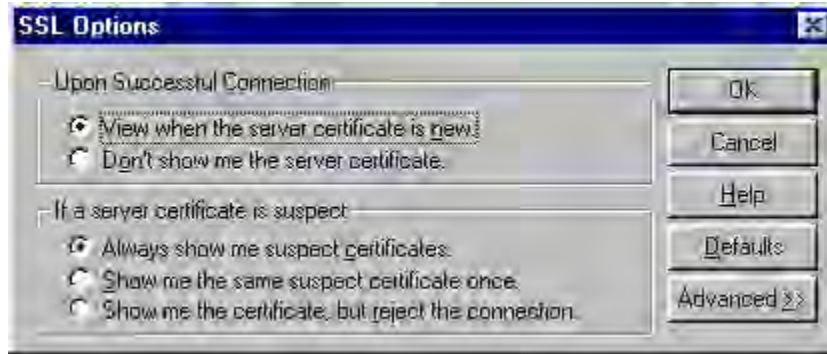 SSL Options
Upon Successful Connection
View when the server certificate is new.
Don't show me the server certificate.
If a server certificate is suspect
Always show me suspect certificates.
Show me the same suspect certificate once.
Show me the certificate, but reject the connection.
OK
Cancel
Help
Defaults
Advanced >>